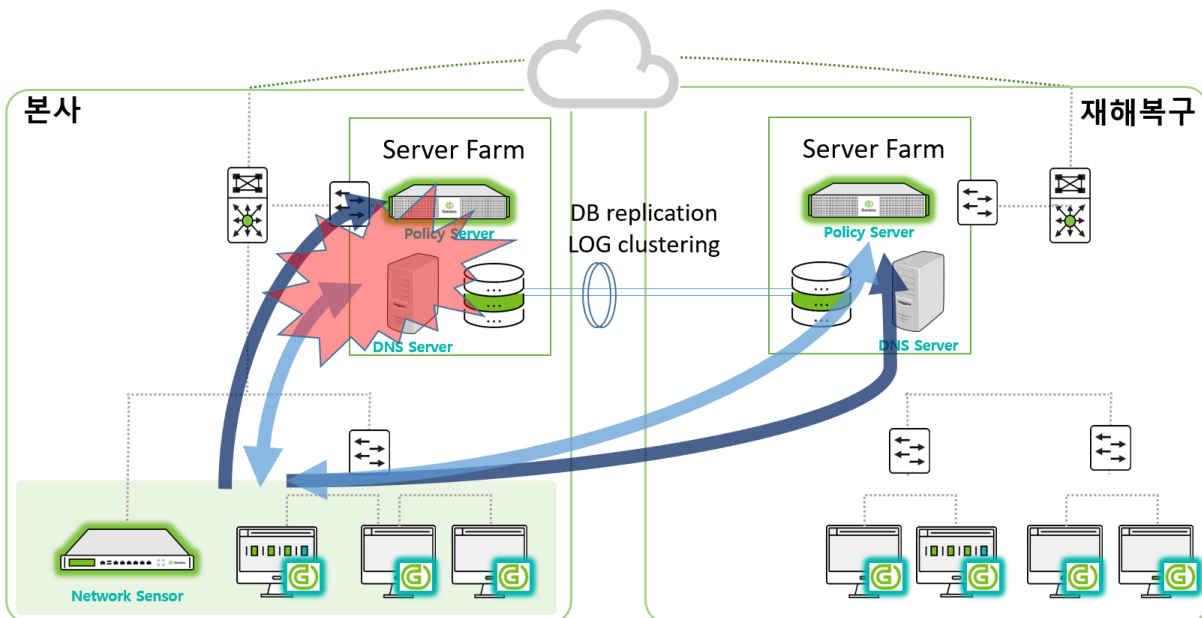 본사
재해복구
Server Farm
Policy Server
DNS Server
DB replication
LOG clustering
Server Farm
Policy Server
DNS Server
Network Sensor